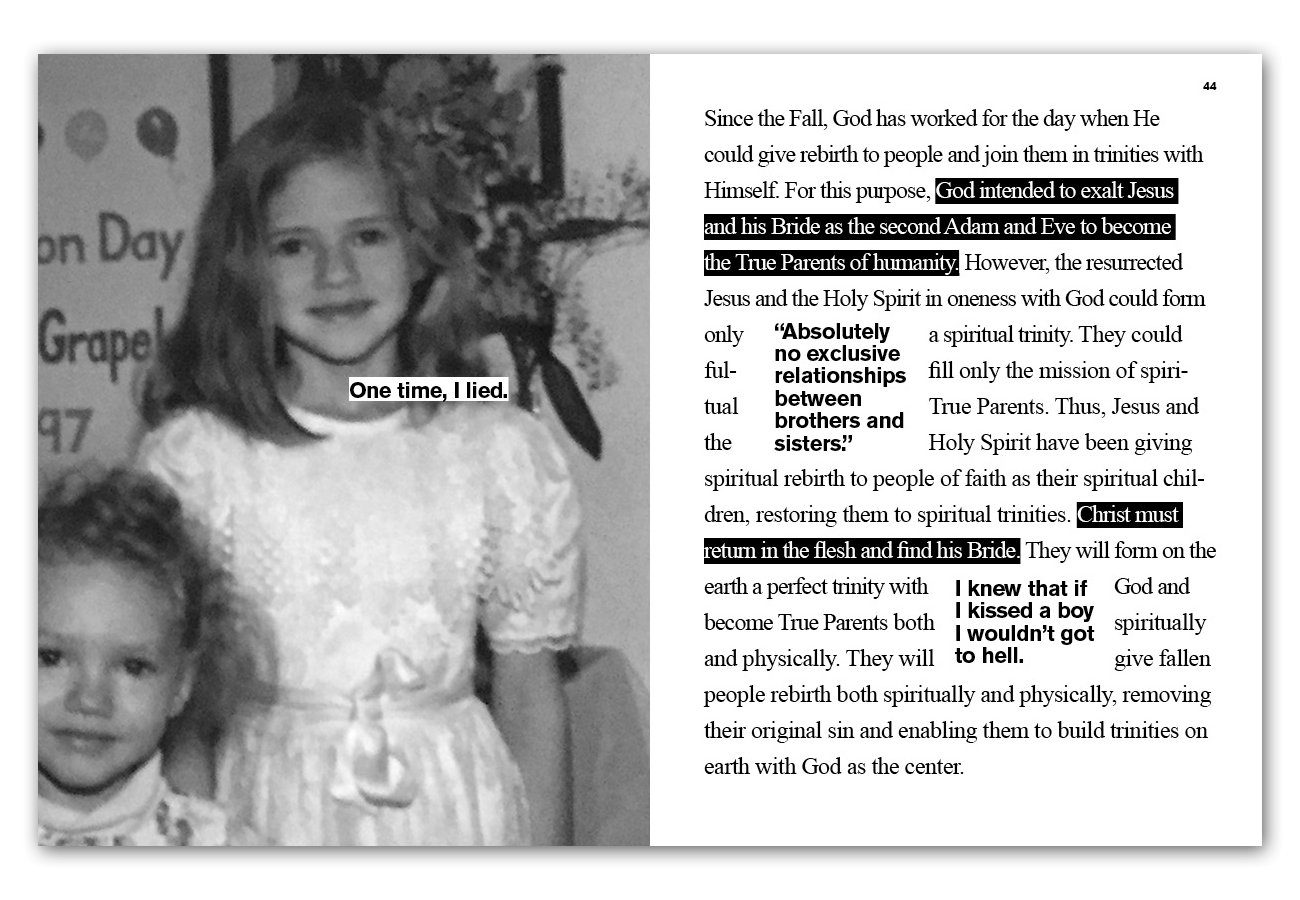 on Day
Grapel
97
One time, I lied.
44
Since the Fall, God has worked for the day when He
could give rebirth to people and join them in trinities with
Himself. For this purpose, God intended to exalt Jesus
and his Bride as the second Adam and Eve to become
the True Parents of humanity. However, the resurrected
Jesus and the Holy Spirit in oneness with God could form
only a spiritual trinity. They could
ful- fill only the mission of spiri-
tual True Parents. Thus, Jesus and
the Holy Spirit have been giving
“Absolutely
no exclusive
relationships
between
brothers and
sisters.”
spiritual rebirth to people of faith as their spiritual chil-
dren, restoring them to spiritual trinities. Christ must
return in the flesh and find his Bride. They will form on the
earth a perfect trinity with God and
become True Parents both spiritually
and physically. They will give fallen
I knew that if
I kissed a boy
I wouldn’t got
to hell.
people rebirth both spiritually and physically, removing
their original sin and enabling them to build trinities on
earth with God as the center.